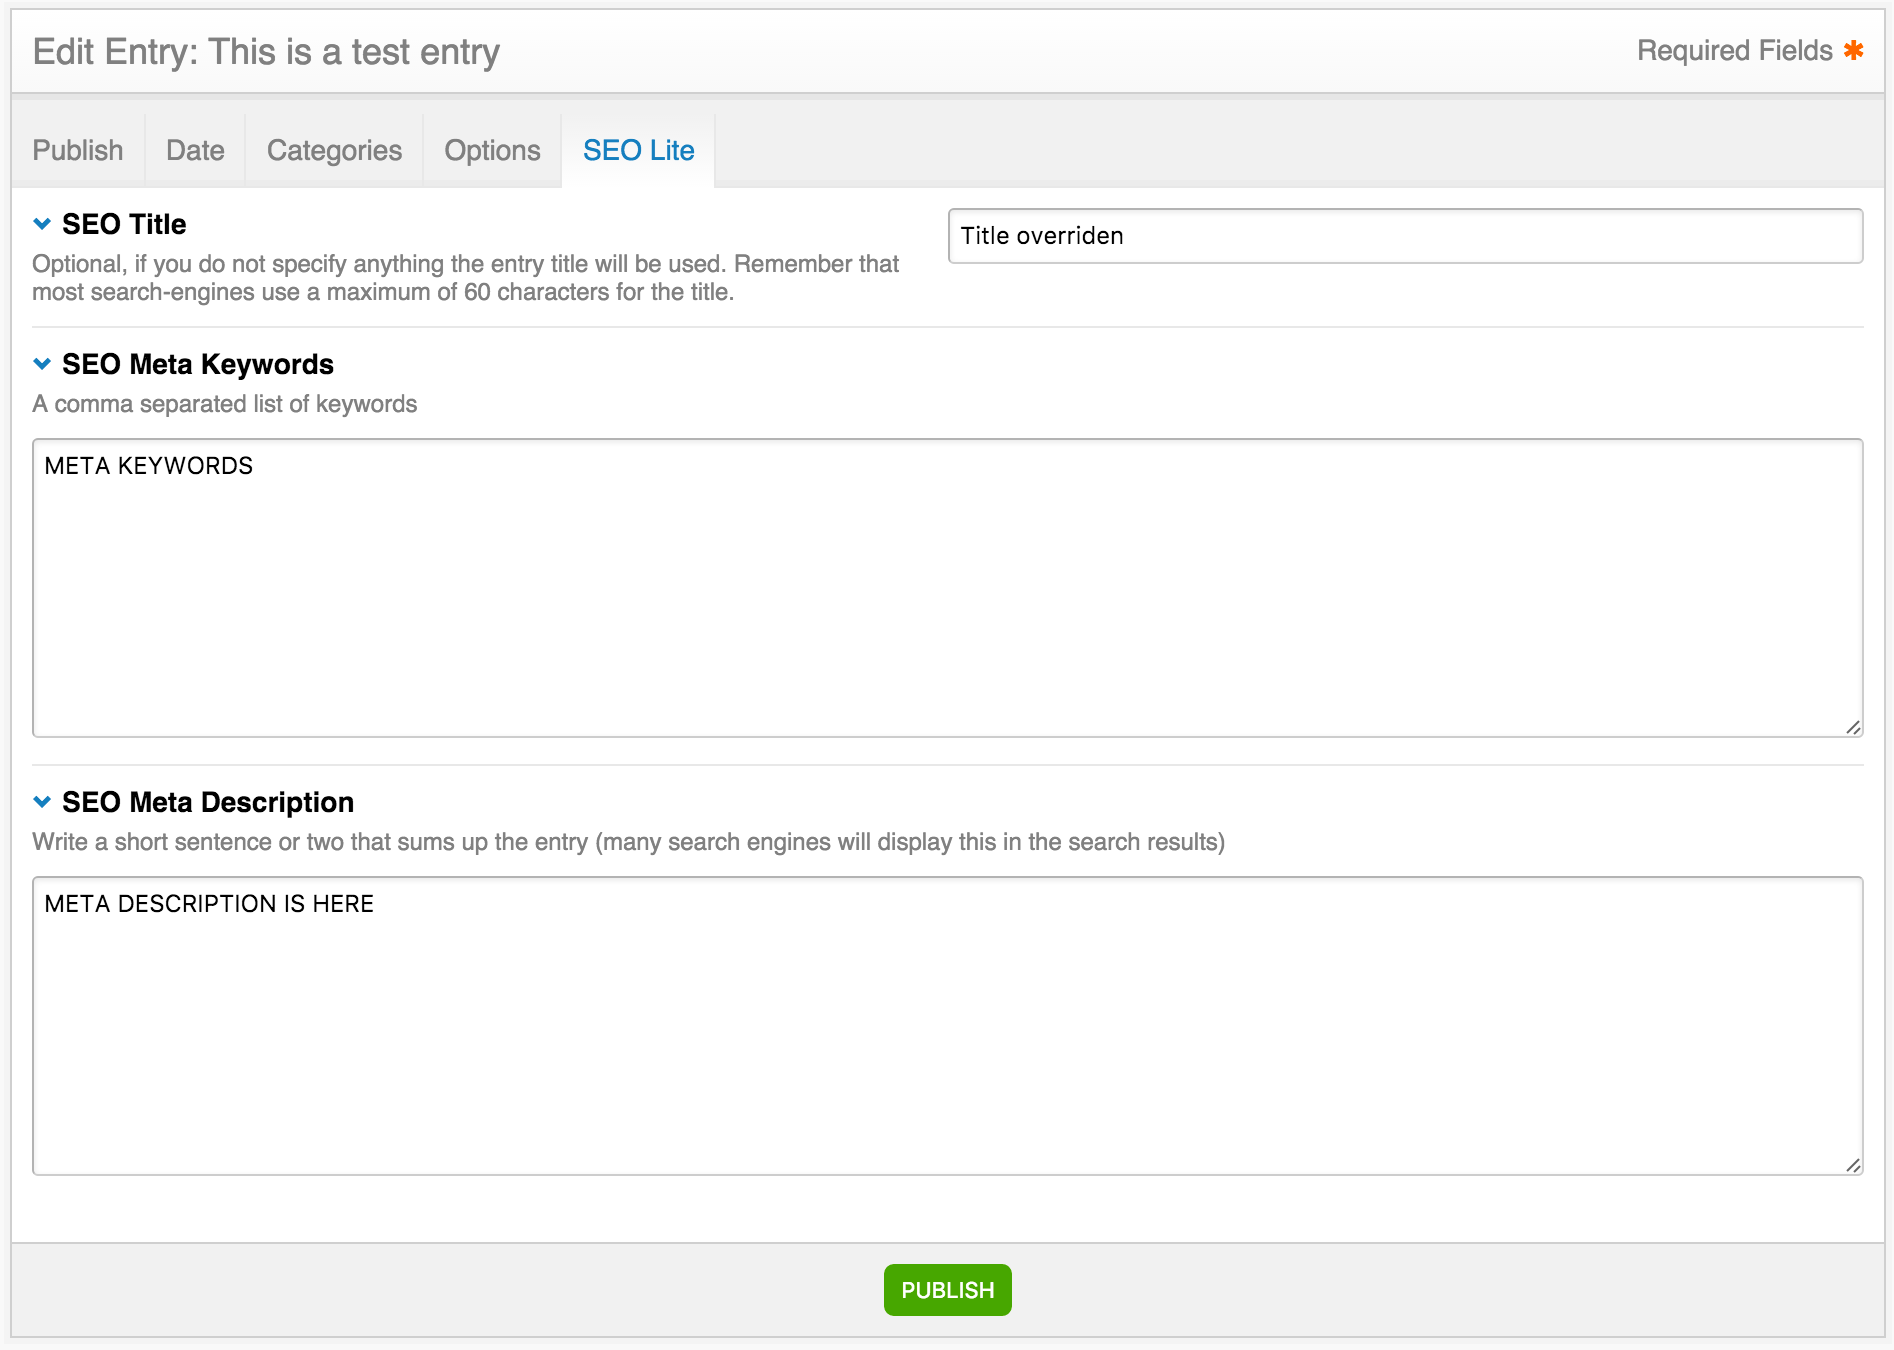 Edit Entry: This is a test entry
Required Fields ✱
Publish Date Categories Options SEO Lite
SEO Title
Optional, if you do not specify anything the entry title will be used. Remember that
most search-engines use a maximum of 60 characters for the title.
Title overriden
SEO Meta Keywords
A comma separated list of keywords
META KEYWORDS
SEO Meta Description
Write a short sentence or two that sums up the entry (many search engines will display this in the search results)
META DESCRIPTION IS HERE
PUBLISH